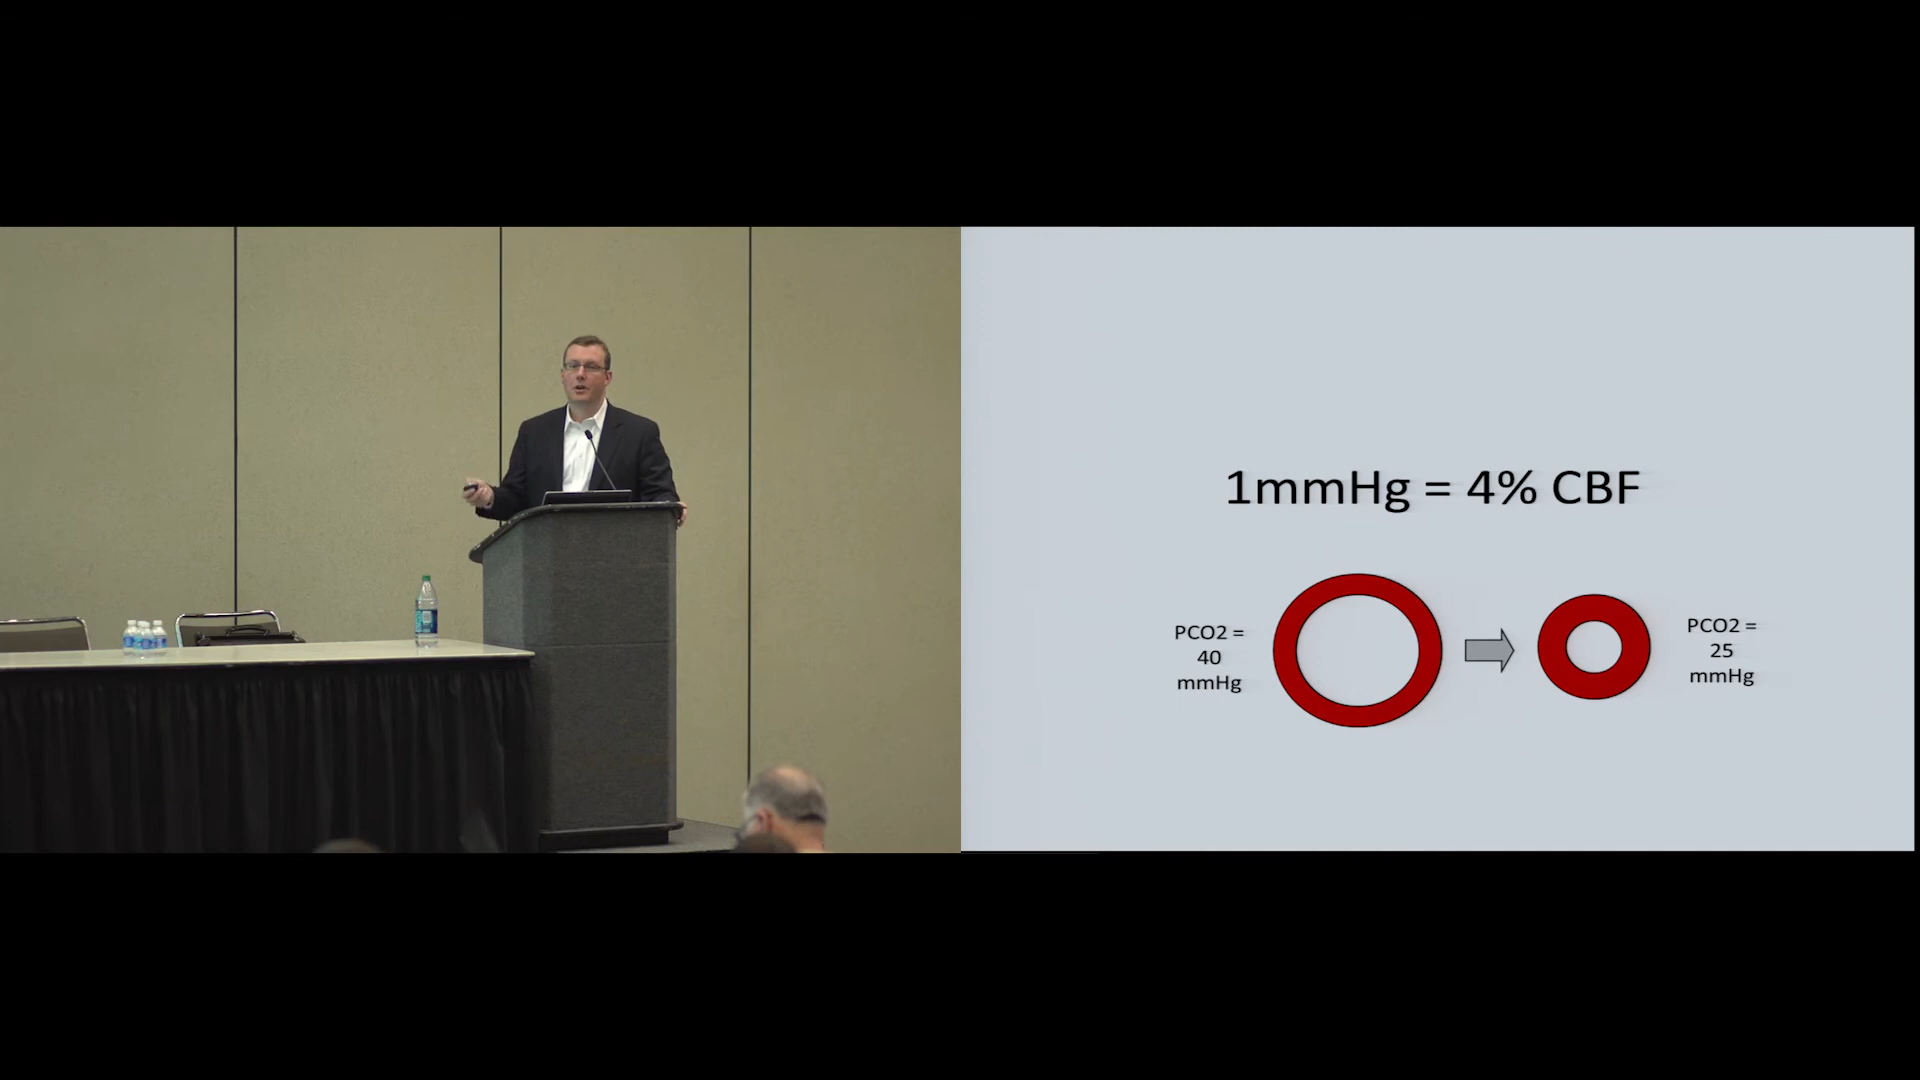 1mmHg = 4% CBF
PCO2 =
40
mmHg
PCO2 =
25
mmHg